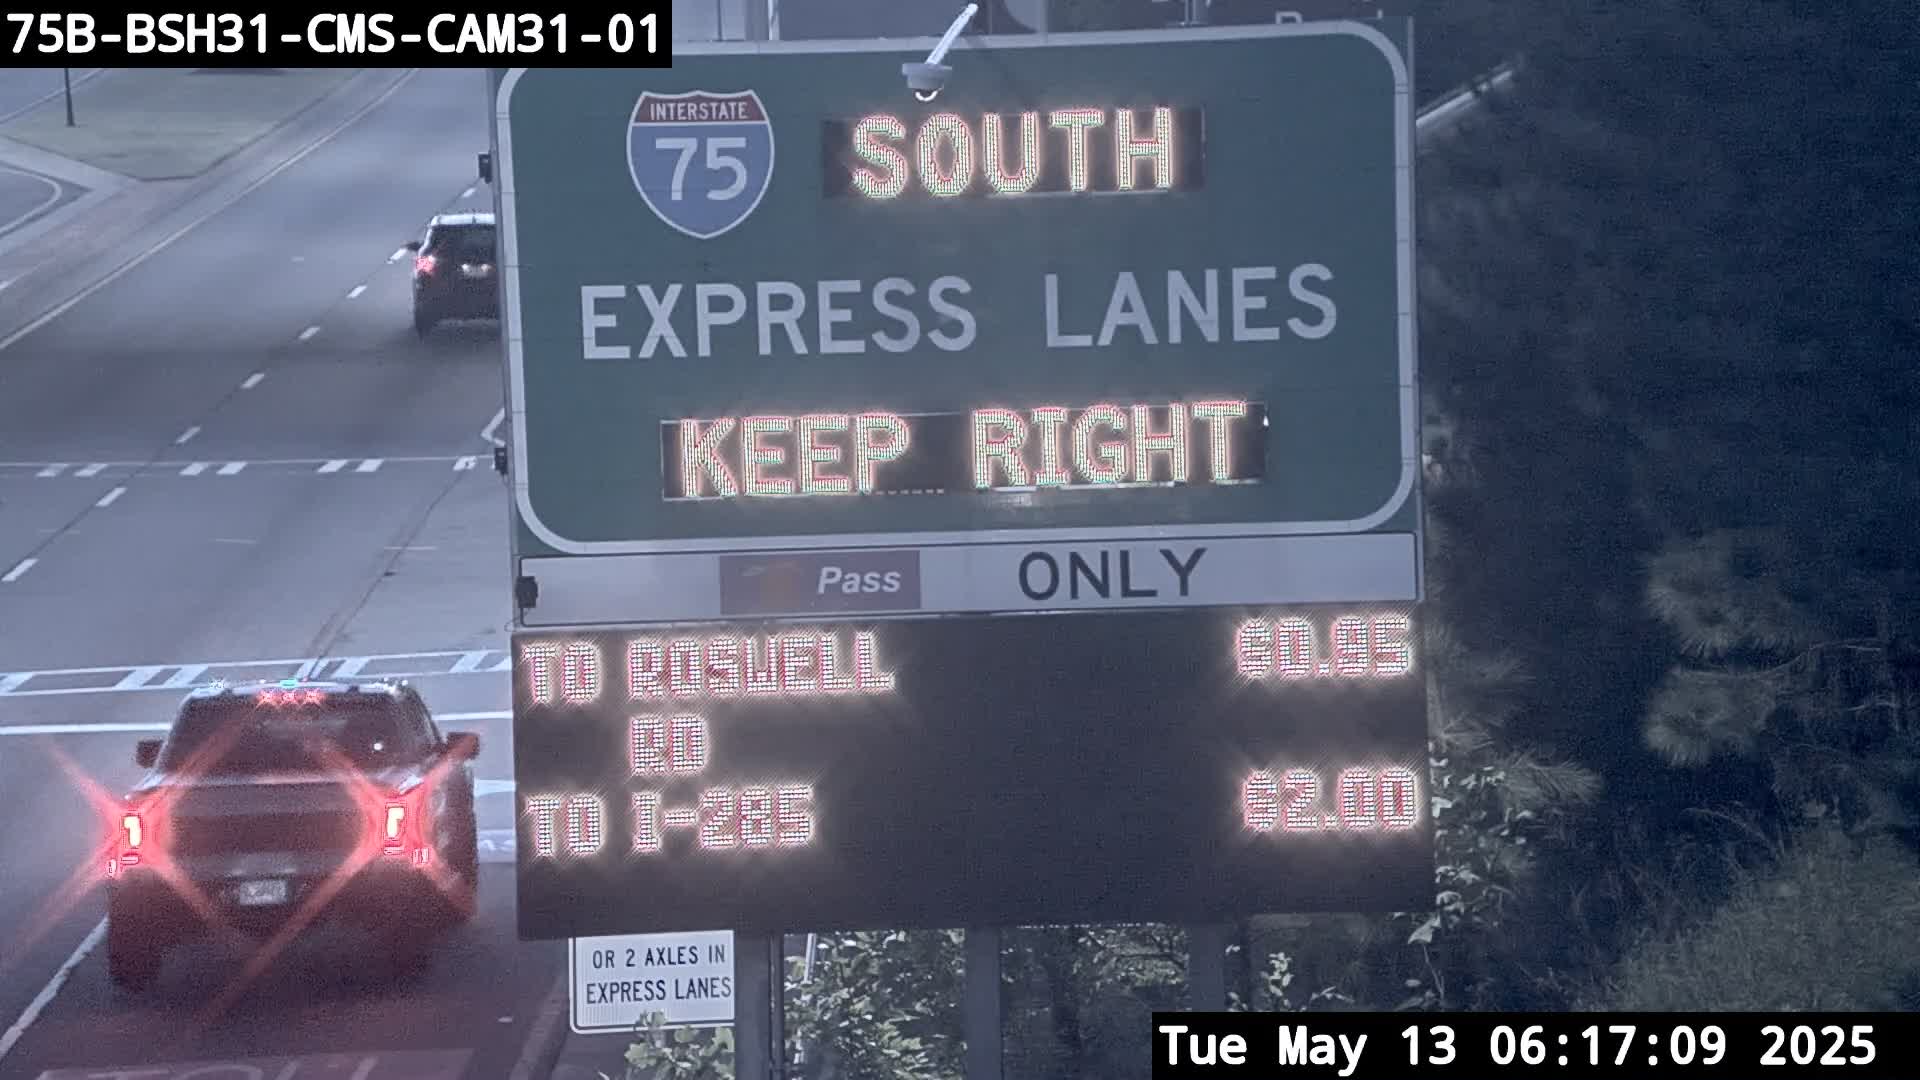 75B-BSH31-CMS-CAM31-01
INTERSTATE
75
SOUTH
EXPRESS LANES
KEEP RIGHT
Pass ONLY
TO ROSWELL $0.95
RD
TO I-285 $2.00
OR 2 AXLES IN
EXPRESS LANES
TOLL
Tue May 13 06:17:09 2025